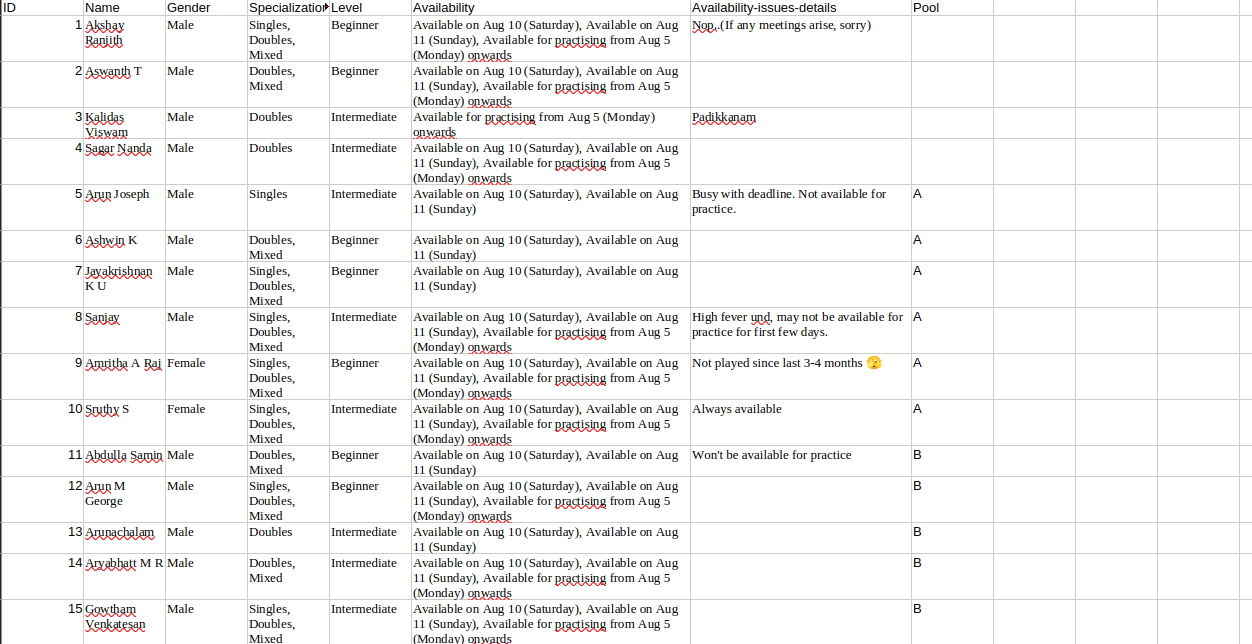 ID Name Gender Specialization Level Availability Availability-issues-details Pool
1 Akshay Male Singles, Beginner Available on Aug 10 (Saturday), Available on Aug Nop,.(If any meetings arise, sorry)
Ranjith Doubles, 11 (Sunday), Available for practising from Aug 5
Mixed (Monday) onwards
2 Aswanth T Male Doubles, Beginner Available on Aug 10 (Saturday), Available on Aug
Mixed 11 (Sunday), Available for practising from Aug 5
(Monday) onwards
3 Kalidas Male Doubles Intermediate Available for practising from Aug 5 (Monday) Padikkanam
Viswam onwards
4 Sagar Nanda Male Doubles Intermediate Available on Aug 10 (Saturday), Available on Aug
11 (Sunday), Available for practising from Aug 5
(Monday) onwards
5 Arun Joseph Male Singles Intermediate Available on Aug 10 (Saturday), Available on Aug Busy with deadline. Not available for A
11 (Sunday) practice.
6 Ashwin K Male Doubles, Beginner Available on Aug 10 (Saturday), Available on Aug A
Mixed 11 (Sunday)
7 Jayakrishnan Male Singles, Beginner Available on Aug 10 (Saturday), Available on Aug A
K U Doubles, 11 (Sunday)
Mixed
8 Sanjay Male Singles, Intermediate Available on Aug 10 (Saturday), Available on Aug High fever und, may not be available for A
Doubles, 11 (Sunday), Available for practising from Aug 5 practice for first few days.
Mixed (Monday) onwards
9 Amritha A Raj Female Singles, Beginner Available on Aug 10 (Saturday), Available on Aug Not played since last 3-4 months 🫣 A
Doubles, 11 (Sunday), Available for practising from Aug 5
Mixed (Monday) onwards
10 Sruthy S Female Singles, Intermediate Available on Aug 10 (Saturday), Available on Aug Always available A
Doubles, 11 (Sunday), Available for practising from Aug 5
Mixed (Monday) onwards
11 Abdulla Samin Male Doubles, Beginner Available on Aug 10 (Saturday), Available on Aug Won't be available for practice B
Mixed 11 (Sunday)
12 Arun M Male Singles, Beginner Available on Aug 10 (Saturday), Available on Aug B
George Doubles, 11 (Sunday), Available for practising from Aug 5
Mixed (Monday) onwards
13 Arunachalam Male Doubles Intermediate Available on Aug 10 (Saturday), Available on Aug B
11 (Sunday)
14 Aryabhatt M R Male Doubles, Intermediate Available on Aug 10 (Saturday), Available on Aug B
Mixed 11 (Sunday), Available for practising from Aug 5
(Monday) onwards
15 Gowtham Male Singles, Intermediate Available on Aug 10 (Saturday), Available on Aug B
Venkatesan Doubles, 11 (Sunday), Available for practising from Aug 5
Mixed (Monday) onwards